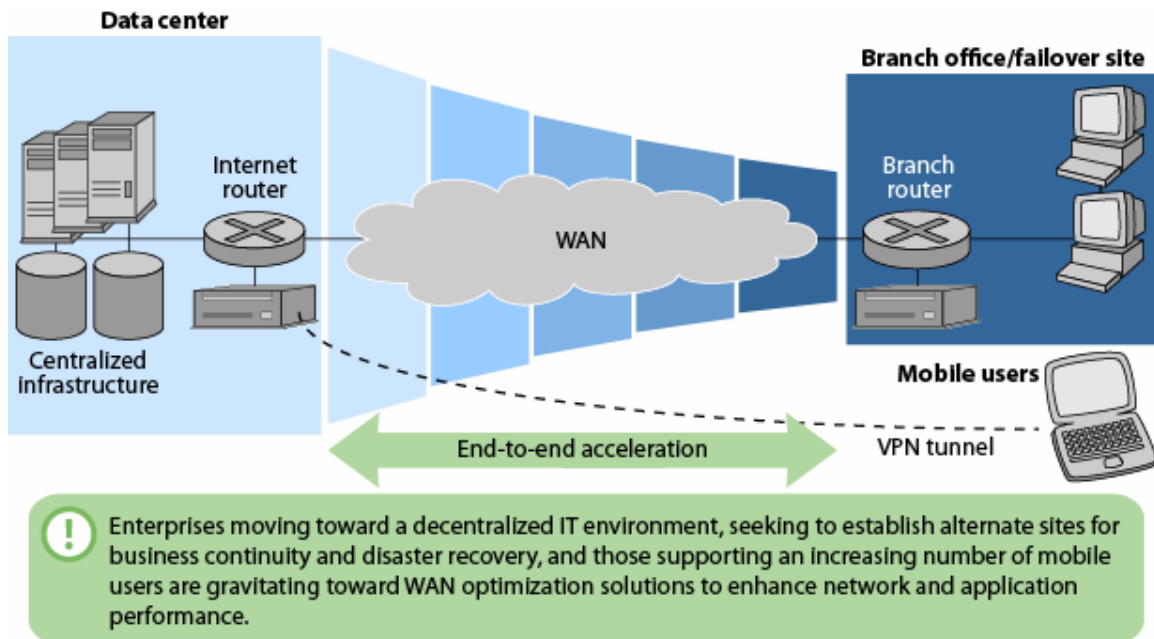 Data center
Branch office/failover site
Internet
router
Branch
router
WAN
Centralized
infrastructure
Mobile users
End-to-end acceleration
VPN tunnel
Enterprises moving toward a decentralized IT environment, seeking to establish alternate sites for
business continuity and disaster recovery, and those supporting an increasing number of mobile
users are gravitating toward WAN optimization solutions to enhance network and application
performance.